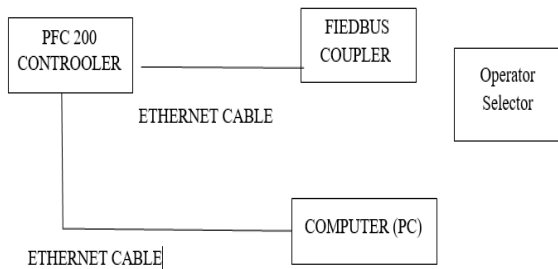 PFC 200
CONTROOLER
FIEDBUS
COUPLER
Operator
Selector
ETHERNET CABLE
COMPUTER (PC)
ETHERNET CABLE